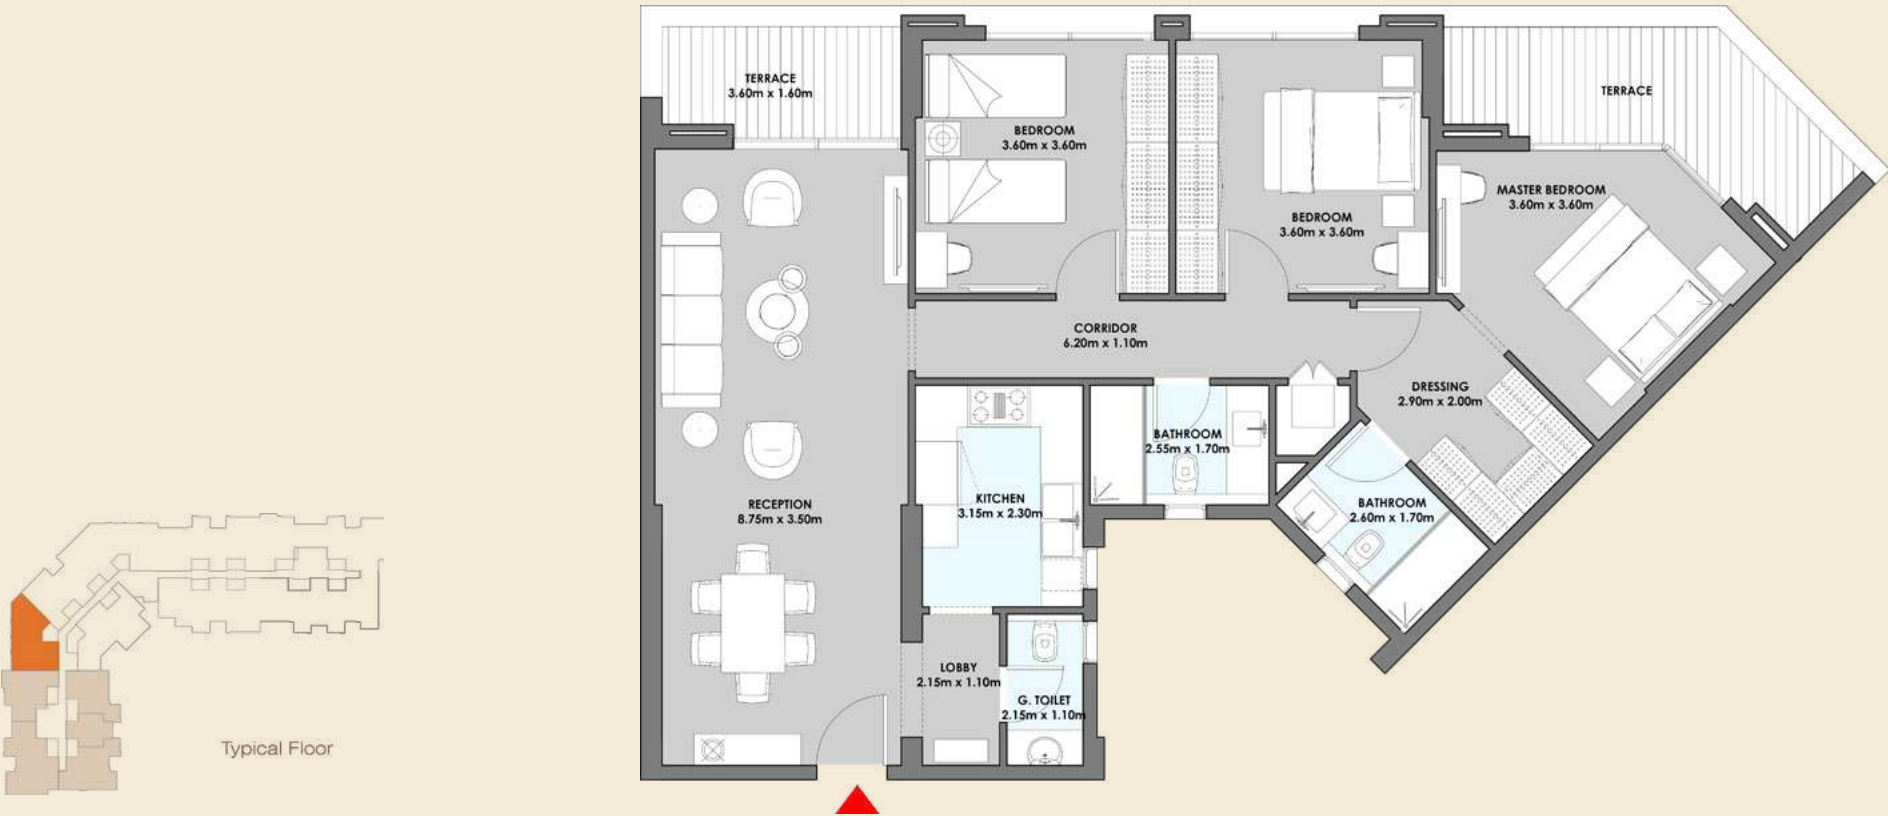 TERRACE
3.60m x 1.60m
BEDROOM
3.60m x 3.60m
BEDROOM
3.60m x 3.60m
TERRACE
MASTER BEDROOM
3.60m x 3.60m
CORRIDOR
6.20m x 1.10m
DRESSING
2.90m x 2.00m
BATHROOM
2.55m x 1.70m
RECEPTION
8.75m x 3.50m
KITCHEN
3.15m x 2.30m
BATHROOM
2.60m x 1.70m
LOBBY
2.15m x 1.10m
G. TOILET
2.15m x 1.10m
Typical Floor